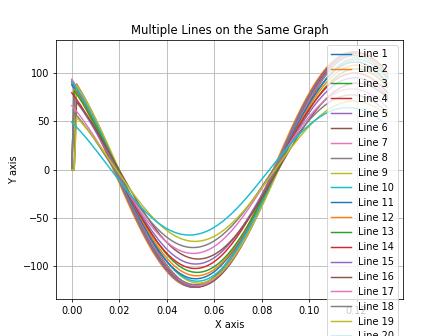 Multiple Lines on the Same Graph
Y axis
100
50
0
−50
−100
0.00
0.02
0.04
0.06
0.08
0.10
X axis
Line 1
Line 2
Line 3
Line 4
Line 5
Line 6
Line 7
Line 8
Line 9
Line 10
Line 11
Line 12
Line 13
Line 14
Line 15
Line 16
Line 17
Line 18
Line 19
Line 20